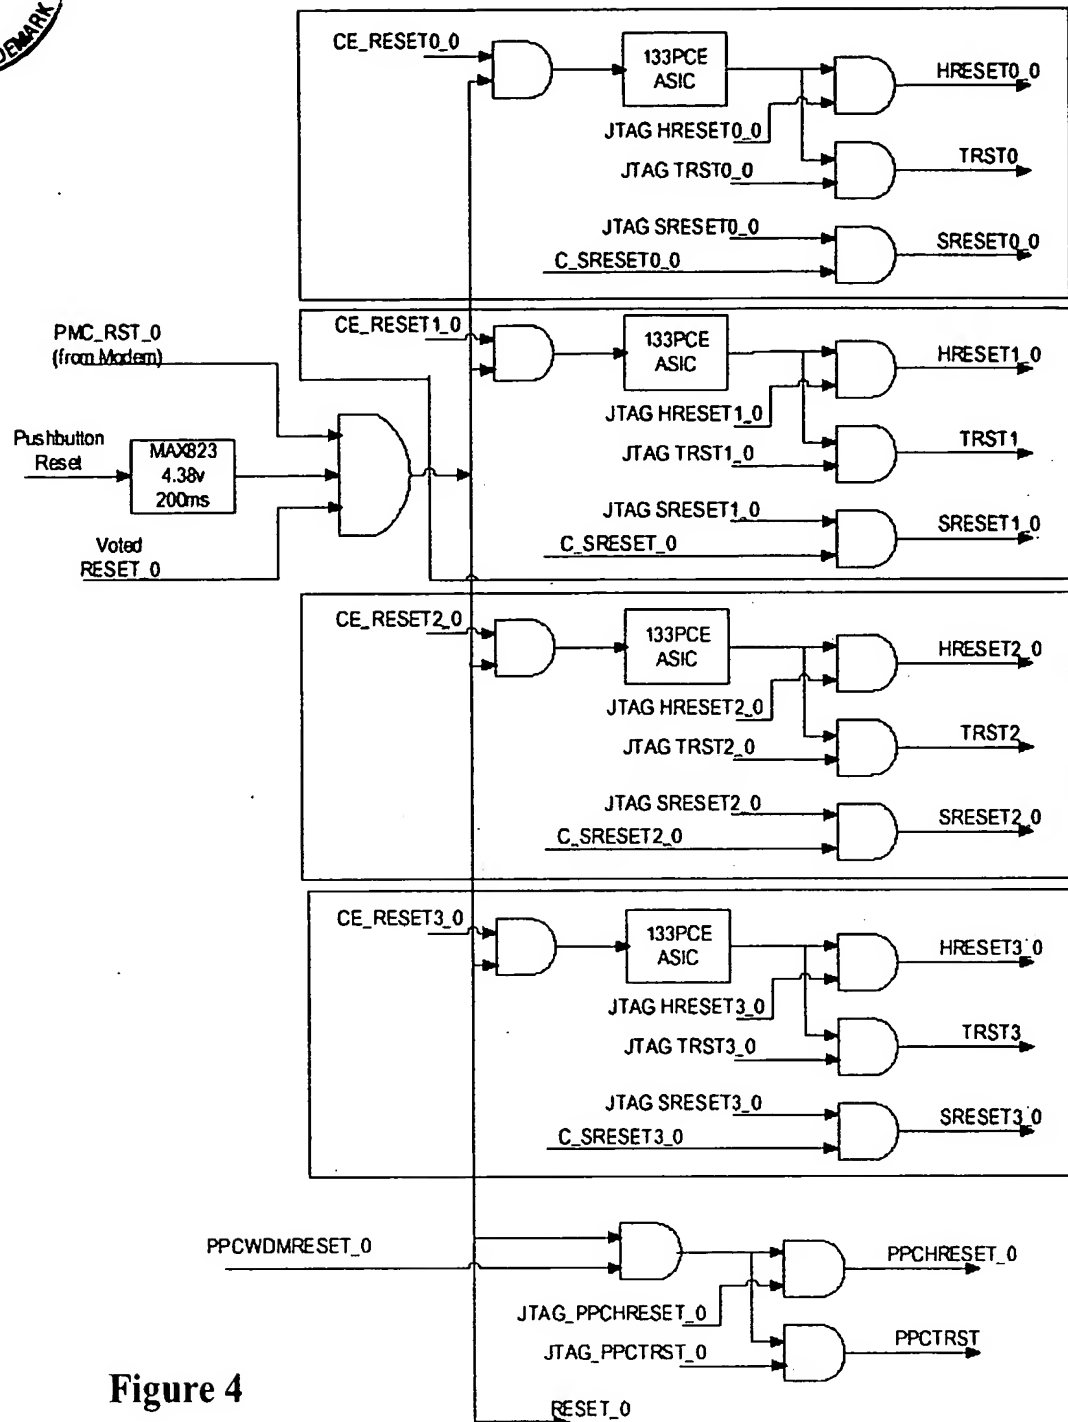 DEMARK
CE_RESET0_0
133PCE
ASIC
HRESET0_0
JTAG HRESET0_0
JTAG TRST0_0
TRST0
JTAG SRESET0_0
C_SRESET0_0
SRESET0_0
PMC_RST_0
(from Modem)
CE_RESET1_0
133PCE
ASIC
HRESET1_0
JTAG HRESET1_0
Pushbutton
Reset
MAX823
4.38v
200ms
JTAG TRST1_0
TRST1
JTAG SRESET1_0
C_SRESET_0
SRESET1_0
Voted
RESET_0
CE_RESET2_0
133PCE
ASIC
HRESET2_0
JTAG HRESET2_0
JTAG TRST2_0
TRST2
JTAG SRESET2_0
C_SRESET2_0
SRESET2_0
CE_RESET3_0
133PCE
ASIC
HRESET3_0
JTAG HRESET3_0
JTAG TRST3_0
TRST3
JTAG SRESET3_0
C_SRESET3_0
SRESET3_0
PPCWDMRESET_0
PPCHRESET_0
JTAG_PPCHRESET_0
JTAG_PPCTRST_0
PPCTRST
RESET_0
Figure 4